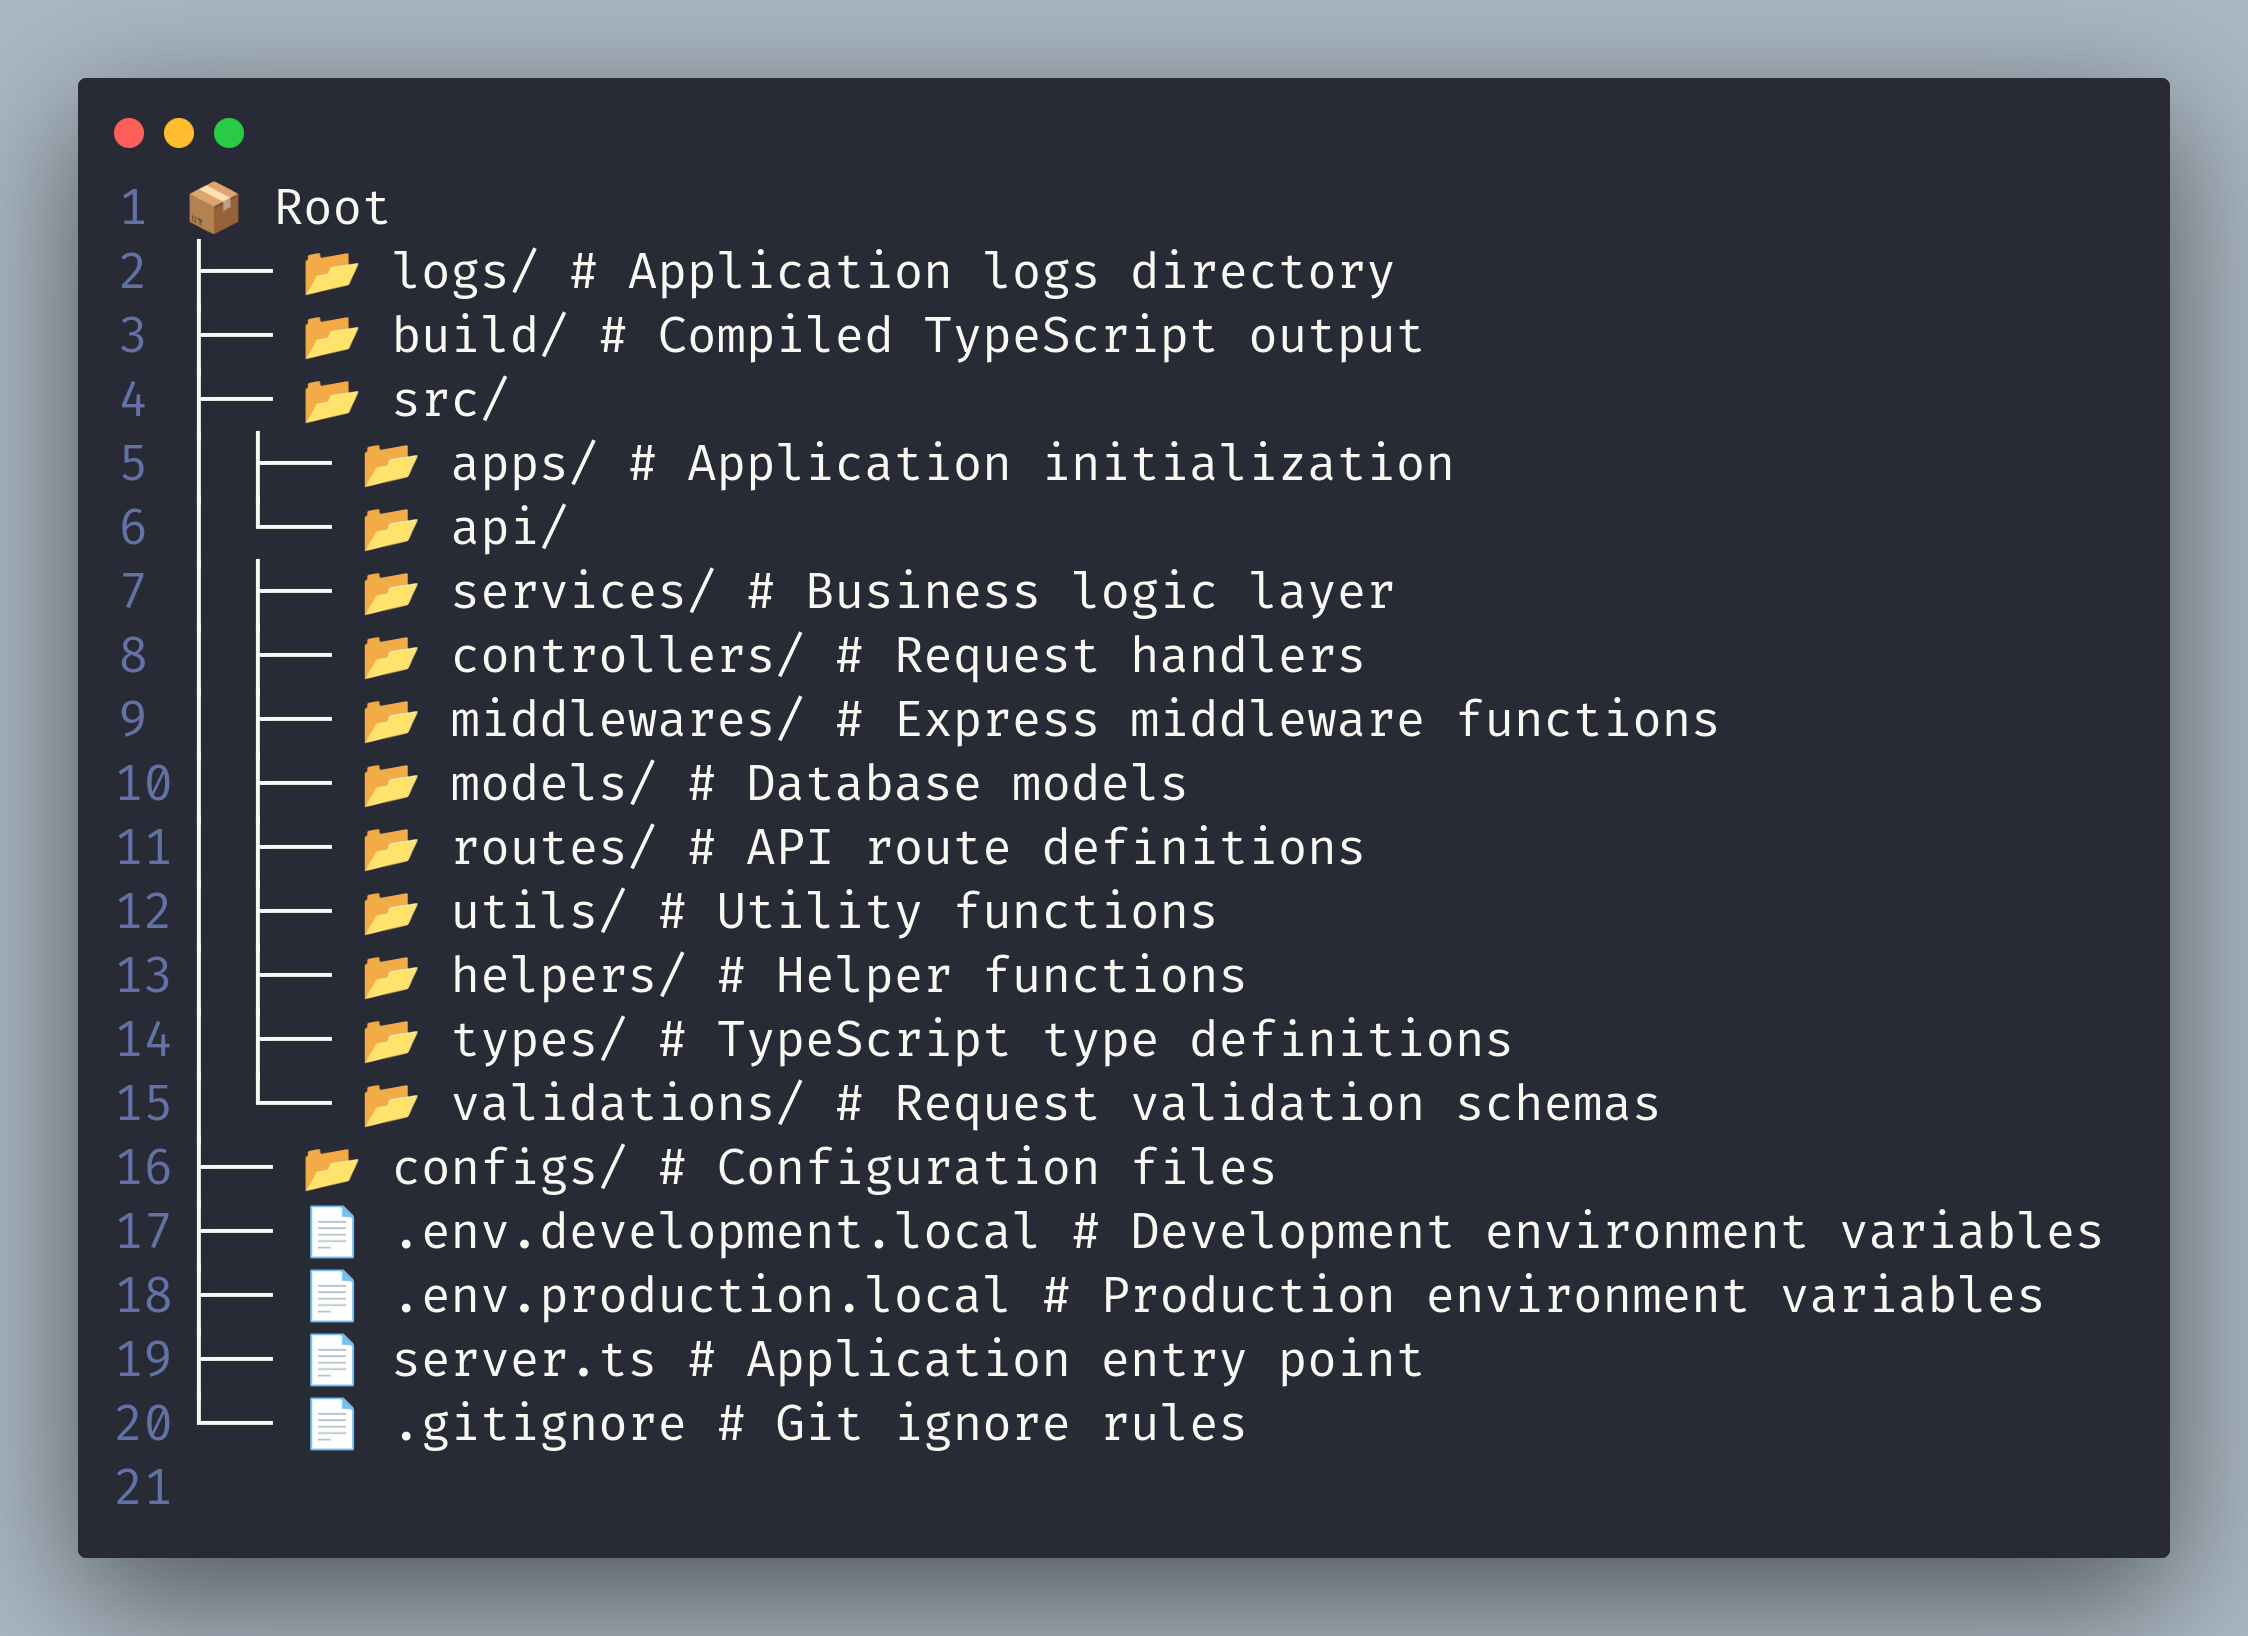 1 📦 Root
2 ├── 📂 logs/ # Application logs directory
3 ├── 📂 build/ # Compiled TypeScript output
4 ├── 📂 src/
5 │ ├── 📂 apps/ # Application initialization
6 │ └── 📂 api/
7 │ ├── 📂 services/ # Business logic layer
8 │ ├── 📂 controllers/ # Request handlers
9 │ ├── 📂 middlewares/ # Express middleware functions
10 │ ├── 📂 models/ # Database models
11 │ ├── 📂 routes/ # API route definitions
12 │ ├── 📂 utils/ # Utility functions
13 │ ├── 📂 helpers/ # Helper functions
14 │ ├── 📂 types/ # TypeScript type definitions
15 │ └── 📂 validations/ # Request validation schemas
16 ├── 📂 configs/ # Configuration files
17 ├── 📄 .env.development.local # Development environment variables
18 ├── 📄 .env.production.local # Production environment variables
19 ├── 📄 server.ts # Application entry point
20 └── 📄 .gitignore # Git ignore rules
21